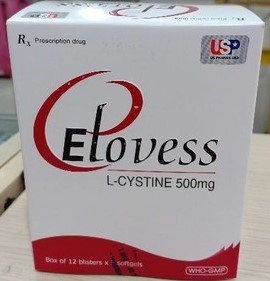 Rx Prescription drug
USP
US PHARMA USA
Elovess
L-CYSTINE 500mg
Box of 12 blisters x softgels
WHO-GMP